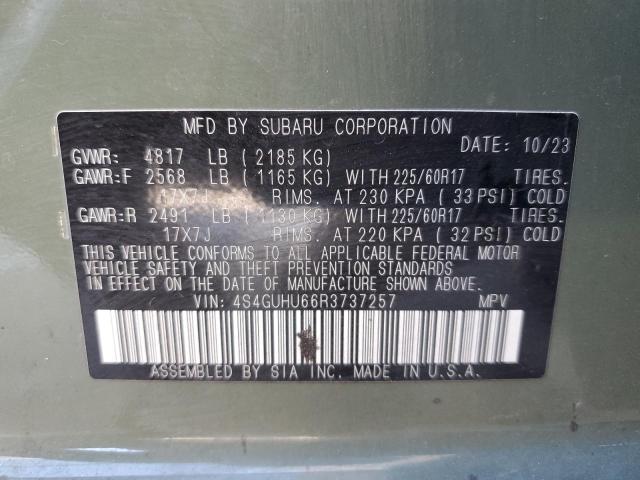 MFD BY SUBARU CORPORATION
DATE: 10/23
GVWR: 4817 LB (2185 KG)
GAWR:F 2568 LB (1165 KG) WITH 225/60R17 TIRES.
17X7J RIMS. AT 230 KPA (33 PSI) COLD
GAWR:R 2491 LB (1130 KG) WITH 225/60R17 TIRES.
17X7J RIMS. AT 220 KPA (32 PSI) COLD
THIS VEHICLE CONFORMS TO ALL APPLICABLE FEDERAL MOTOR
VEHICLE SAFETY AND THEFT PREVENTION STANDARDS
IN EFFECT ON THE DATE OF MANUFACTURE SHOWN ABOVE.
VIN: 4S4GUHU66R3737257 MPV
ASSEMBLED BY SIA INC. MADE IN U.S.A.